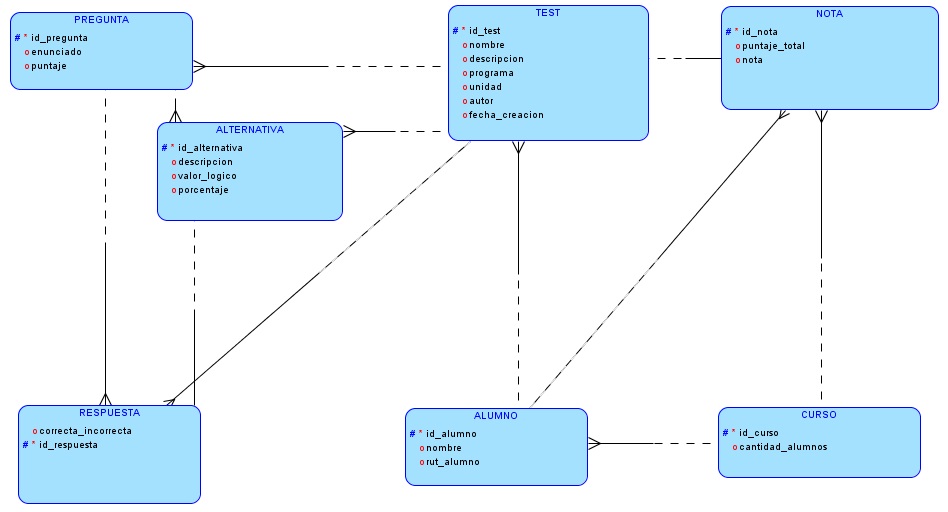 PREGUNTA
# * id_pregunta
o enunciado
o puntaje
TEST
# * id_test
o nombre
o descripcion
o programa
o unidad
o autor
o fecha_creacion
NOTA
# * id_nota
o puntaje_total
o nota
ALTERNATIVA
# * id_alternativa
o descripcion
o valor_logico
o porcentaje
RESPUESTA
o correcta_incorrecta
# * id_respuesta
ALUMNO
# * id_alumno
o nombre
o rut_alumno
CURSO
# * id_curso
o cantidad_alumnos